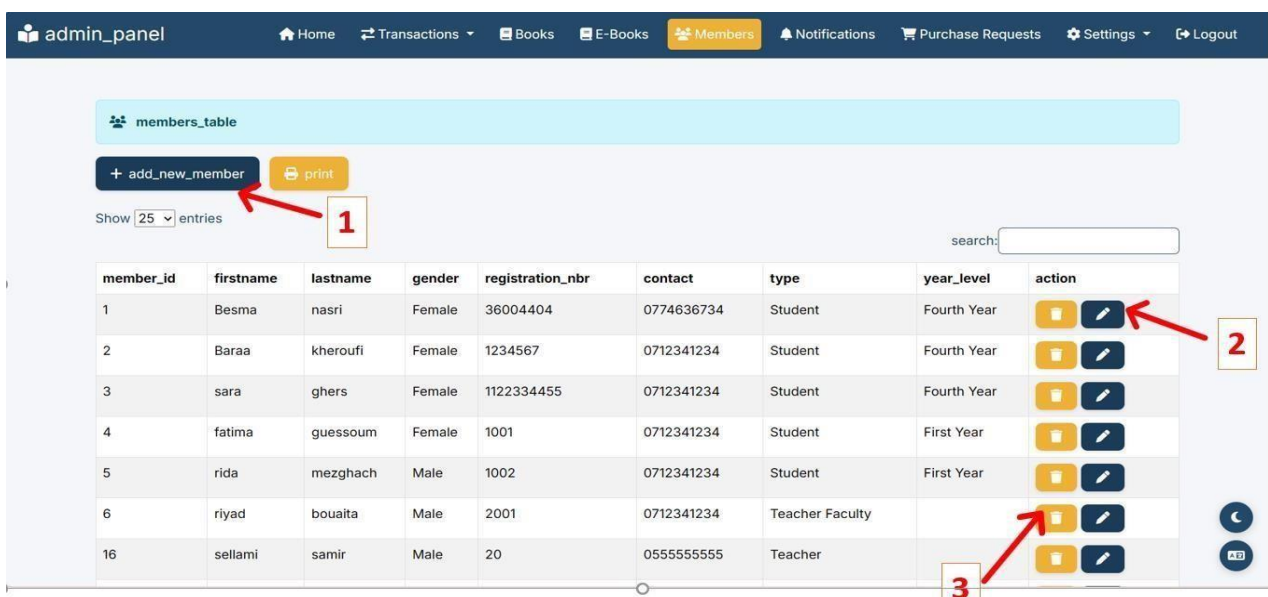 admin_panel Home Transactions Books E-Books Members Notifications Purchase Requests Settings Logout
members_table
+ add_new_member print
1
Show 25 entries
search:
member_id firstname lastname gender registration_nbr contact type year_level action
1 Besma nasri Female 36004404 0774636734 Student Fourth Year
2
2 Baraa kheroufi Female 1234567 0712341234 Student Fourth Year
3 sara ghers Female 1122334455 0712341234 Student Fourth Year
4 fatima guessoum Female 1001 0712341234 Student First Year
5 rida mezghach Male 1002 0712341234 Student First Year
6 riyad bouaita Male 2001 0712341234 Teacher Faculty
16 sellami samir Male 20 0555555555 Teacher
3